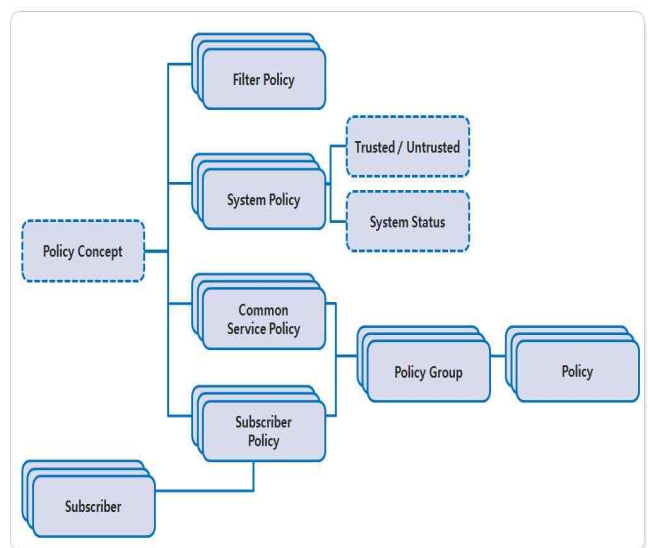 Filter Policy
Trusted / Untrusted
System Policy
System Status
Policy Concept
Common
Service Policy
Policy Group
Policy
Subscriber
Policy
Subscriber